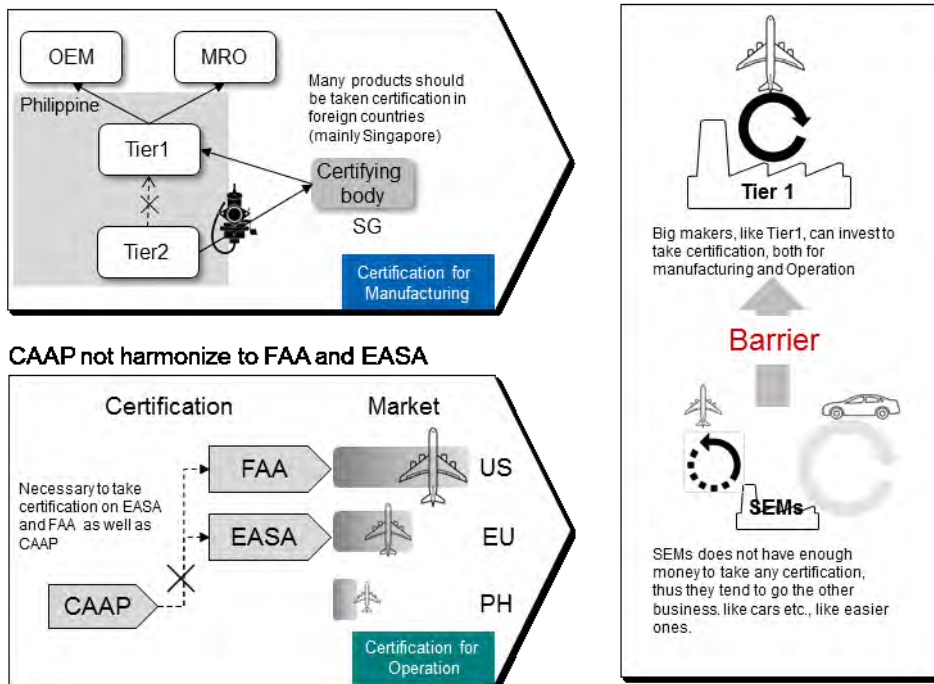 OEM
MRO
Many products should
be taken certification in
foreign countries
(mainly Singapore)
Philippine
Tier1
Certifying
body
SG
Tier2
Certification for
Manufacturing
CAAP not harmonize to FAA and EASA
Certification
Market
FAA
US
Necessary to take
certification on EASA
and FAA as well as
CAAP
EASA
EU
CAAP
PH
Certification for
Operation
Tier 1
Big makers, like Tier1, can invest to
take certification, both for
manufacturing and Operation
Barrier
SEMs
SEMs does not have enough
money to take any certification,
thus they tend to go the other
business. like cars etc., like easier
ones.